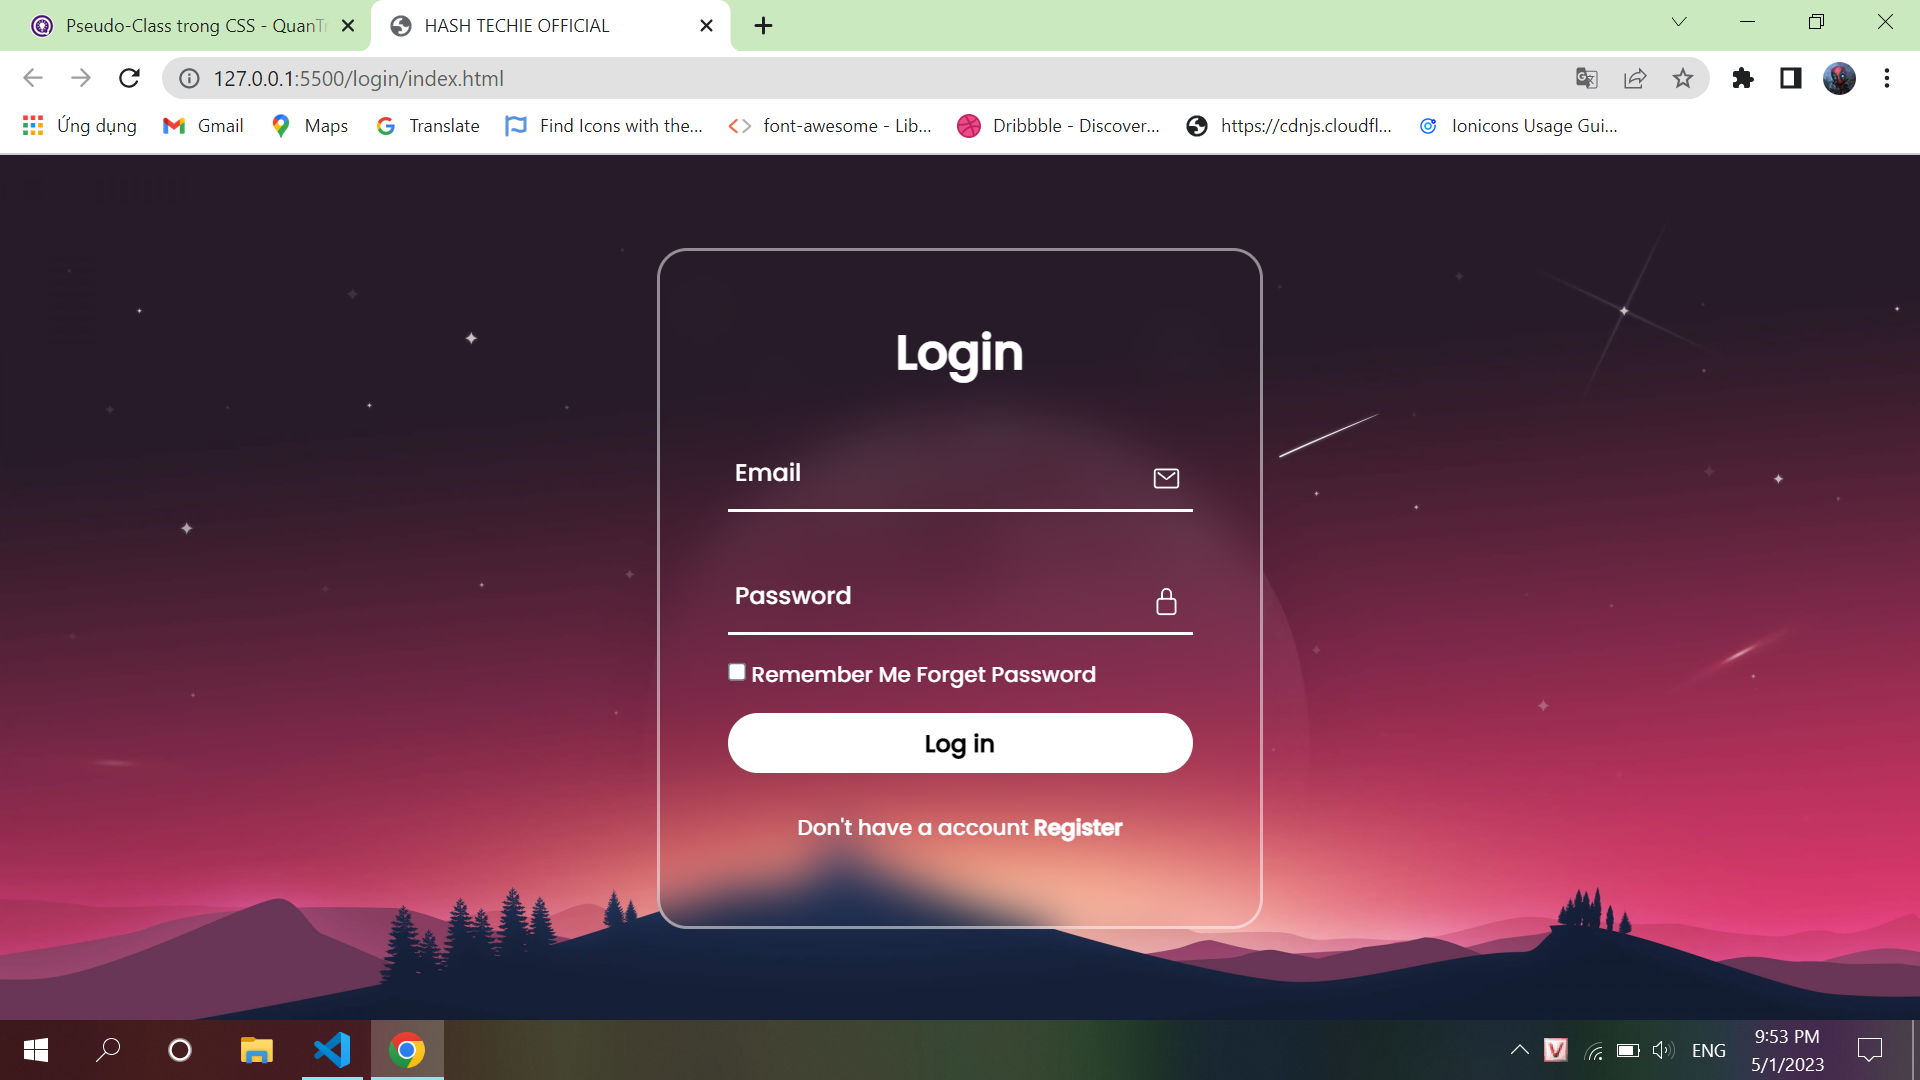 Pseudo-Class trong CSS - QuanTr
HASH TECHIE OFFICIAL
127.0.0.1:5500/login/index.html
Ứng dụng
Gmail
Maps
Translate
Find Icons with the...
font-awesome - Lib...
Dribbble - Discover...
https://cdnjs.cloudfl...
Ionicons Usage Gui...
Login
Email
Password
Remember Me Forget Password
Log in
Don't have a account Register
ENG
9:53 PM
5/1/2023